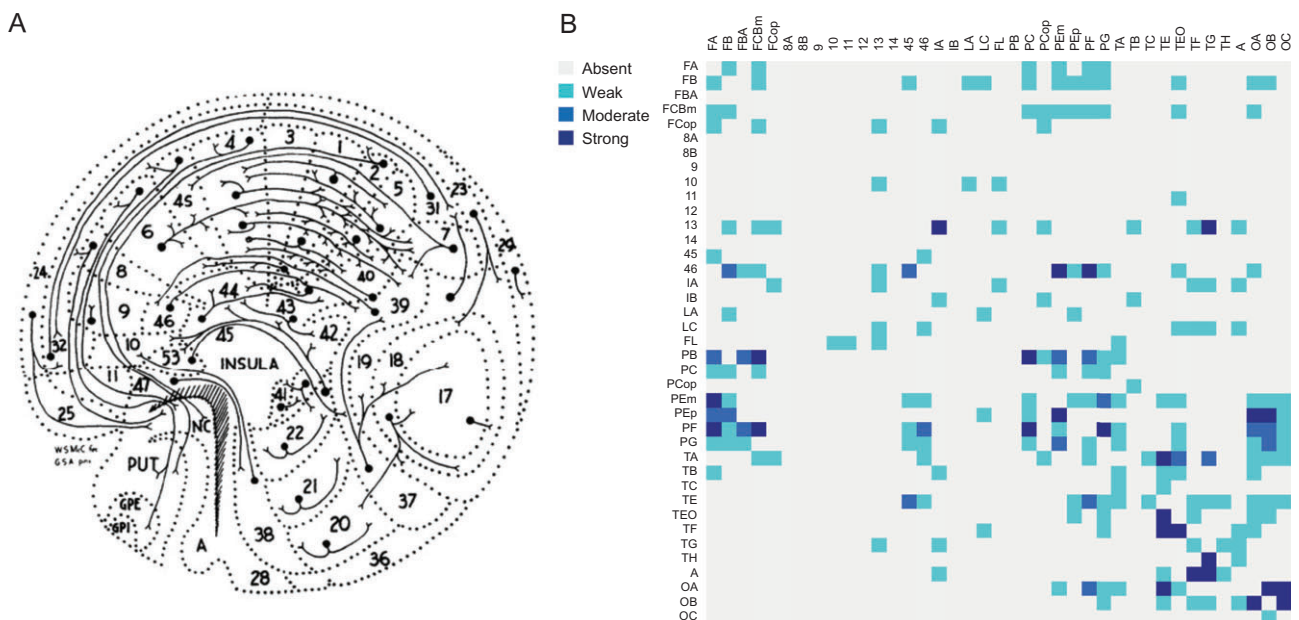 A
B
FA FB FBA FCBm FCop 8A 8B 9 10 11 12 13 14 45 46 IA IB LA LC FL PB PC PCop PEm PEp PF PG TA TB TC TE TEO TF TG TH A OA OB OC
Absent
Weak
Moderate
Strong
FA
FB
FBA
FCBm
FCop
8A
8B
9
10
11
12
13
14
45
46
IA
IB
LA
LC
FL
PB
PC
PCop
PEm
PEp
PF
PG
TA
TB
TC
TE
TEO
TF
TG
TH
A
OA
OB
OC
4 3 1
2 5 23
4S 31
6 7
29
24 8 40
44 43 39
9 46 42
45
32 10 53 INSULA 19 18
11 47 41 17
25 NC 22
PUT
21 37
GPE 20
GPI
A 38 36
28